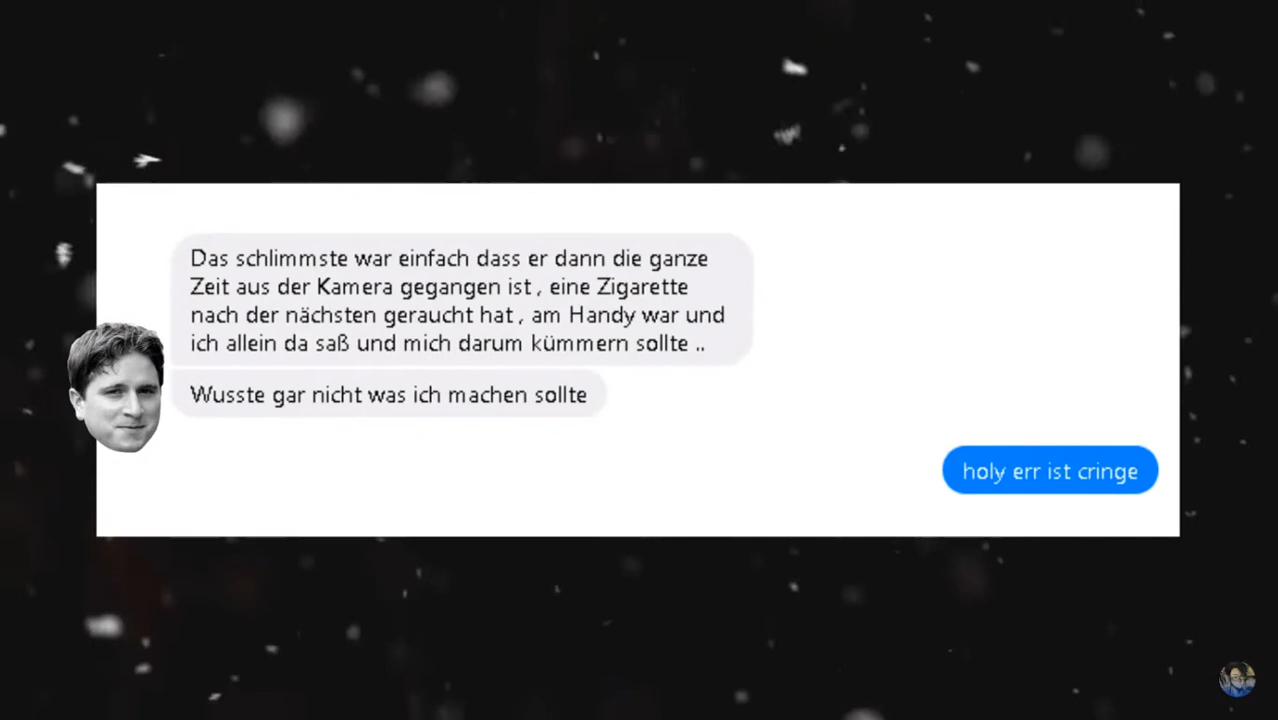 Das schlimmste war einfach dass er dann die ganze
Zeit aus der Kamera gegangen ist , eine Zigarette
nach der nächsten geraucht hat , am Handy war und
ich allein da saß und mich darum kümmern sollte ..
Wusste gar nicht was ich machen sollte
holy err ist cringe